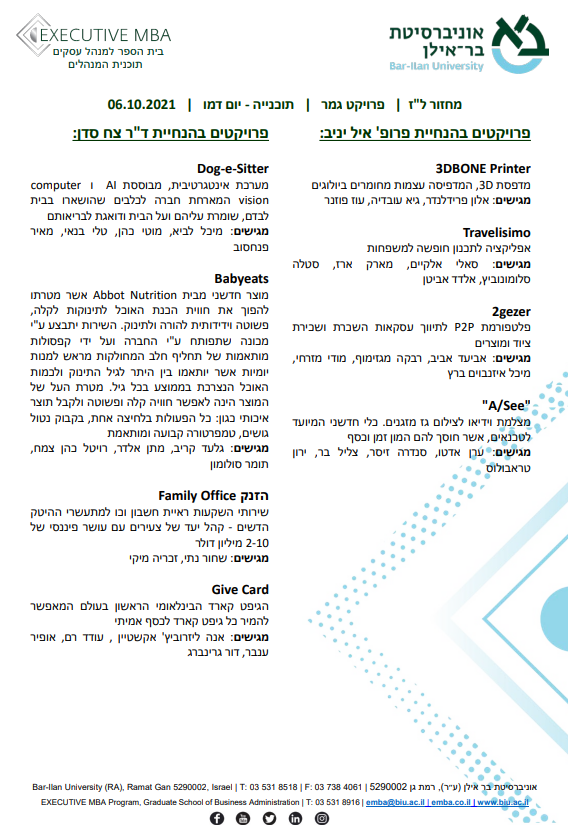 EXECUTIVE MBA
בית הספר למנהל עסקים
תוכנית המנהלים
אוניברסיטת
בר־אילן
Bar-Ilan University
מחזור ל"ז | פרויקט גמר | תוכנייה - יום דמו | 06.10.2021
פרויקטים בהנחיית פרופ' איל יניב:
3DBONE Printer
מדפסת 3D, המדפיסה עצמות מחומרים ביולוגים
מגישים: אלון פרידלנדר, גיא עובדיה, עוז פוזנר
Travelisimo
אפליקציה לתכנון חופשה למשפחות
מגישים: סאלי אלקיים, מארק ארז, סטלה
סלומונוביץ, אלדד אביטן
2gezer
פלטפורמת P2P לתיווך עסקאות השכרת ושכירת
ציוד ומוצרים
מגישים: אביעד אביב, רבקה מגזימוף, מודי מזרחי,
מיכל איזנבוים ברץ
"A/See"
מצלמת וידיאו לצילום גז מזגנים. כלי חדשני המיועד
לטכנאים, אשר חוסך להם המון זמן וכסף
מגישים: ערן אדטו, סנדרה זיסר, צליל בר, ירון
טראבולוס
פרויקטים בהנחיית ד"ר צח סדן:
Dog-e-Sitter
מערכת אינטגרטיבית, מבוססת AI ו computer
vision המארחת חברה לכלבים שהושארו בבית
לבדם, שומרת עליהם ועל הבית ודואגת לבריאותם
מגישים: מיכל לביא, מוטי כהן, טלי בנאי, מאיר
פנחסוב
Babyeats
מוצר חדשני מבית Abbot Nutrition אשר מטרתו
להפוך את חווית הכנת האוכל לתינוקות לקלה,
פשוטה וידידותית להורה ולתינוק. השירות יתבצע ע"י
מכונה שתפותח ע"י החברה ועל ידי קפסולות
מותאמות של תחליף חלב המחולקות מראש למנות
יומיות אשר יותאמו בין היתר לגיל התינוק ולכמות
האוכל הנצרכת בממוצע בכל גיל. מטרת העל של
המוצר הינה לאפשר חוויה קלה ופשוטה ולקבל תוצר
איכותי כגון: כל הפעולות בלחיצה אחת, בקבוק נטול
גושים, טמפרטורה קבועה ומותאמת
מגישים: גלעד קריב, מתן אלדר, רויטל כהן צמח,
תומר סולומון
הזנק Family Office
שירותי השקעות ראיית חשבון וכו למתעשרי ההיטק
הדשים - קהל יעד של צעירים עם עושר פיננסי של
2-10 מיליון דולר
מגישים: שחור נתי, זכריה מיקי
Give Card
הגיפט קארד הבינלאומי הראשון בעולם המאפשר
להמיר כל גיפט קארד לכסף אמיתי
מגישים: אנה ליזרוביץ' אקשטיין , עודד רם, אופיר
ענבר, דור גרינברג
Bar-Ilan University (RA), Ramat Gan 5290002, Israel | T: 03 531 8518 | F: 03 738 4061 | 5290002 אוניברסיטת בר אילן (ע"ר), רמת גן
EXECUTIVE MBA Program, Graduate School of Business Administration | T: 03 531 8916 | emba@biu.ac.il | emba.co.il | www.biu.ac.il